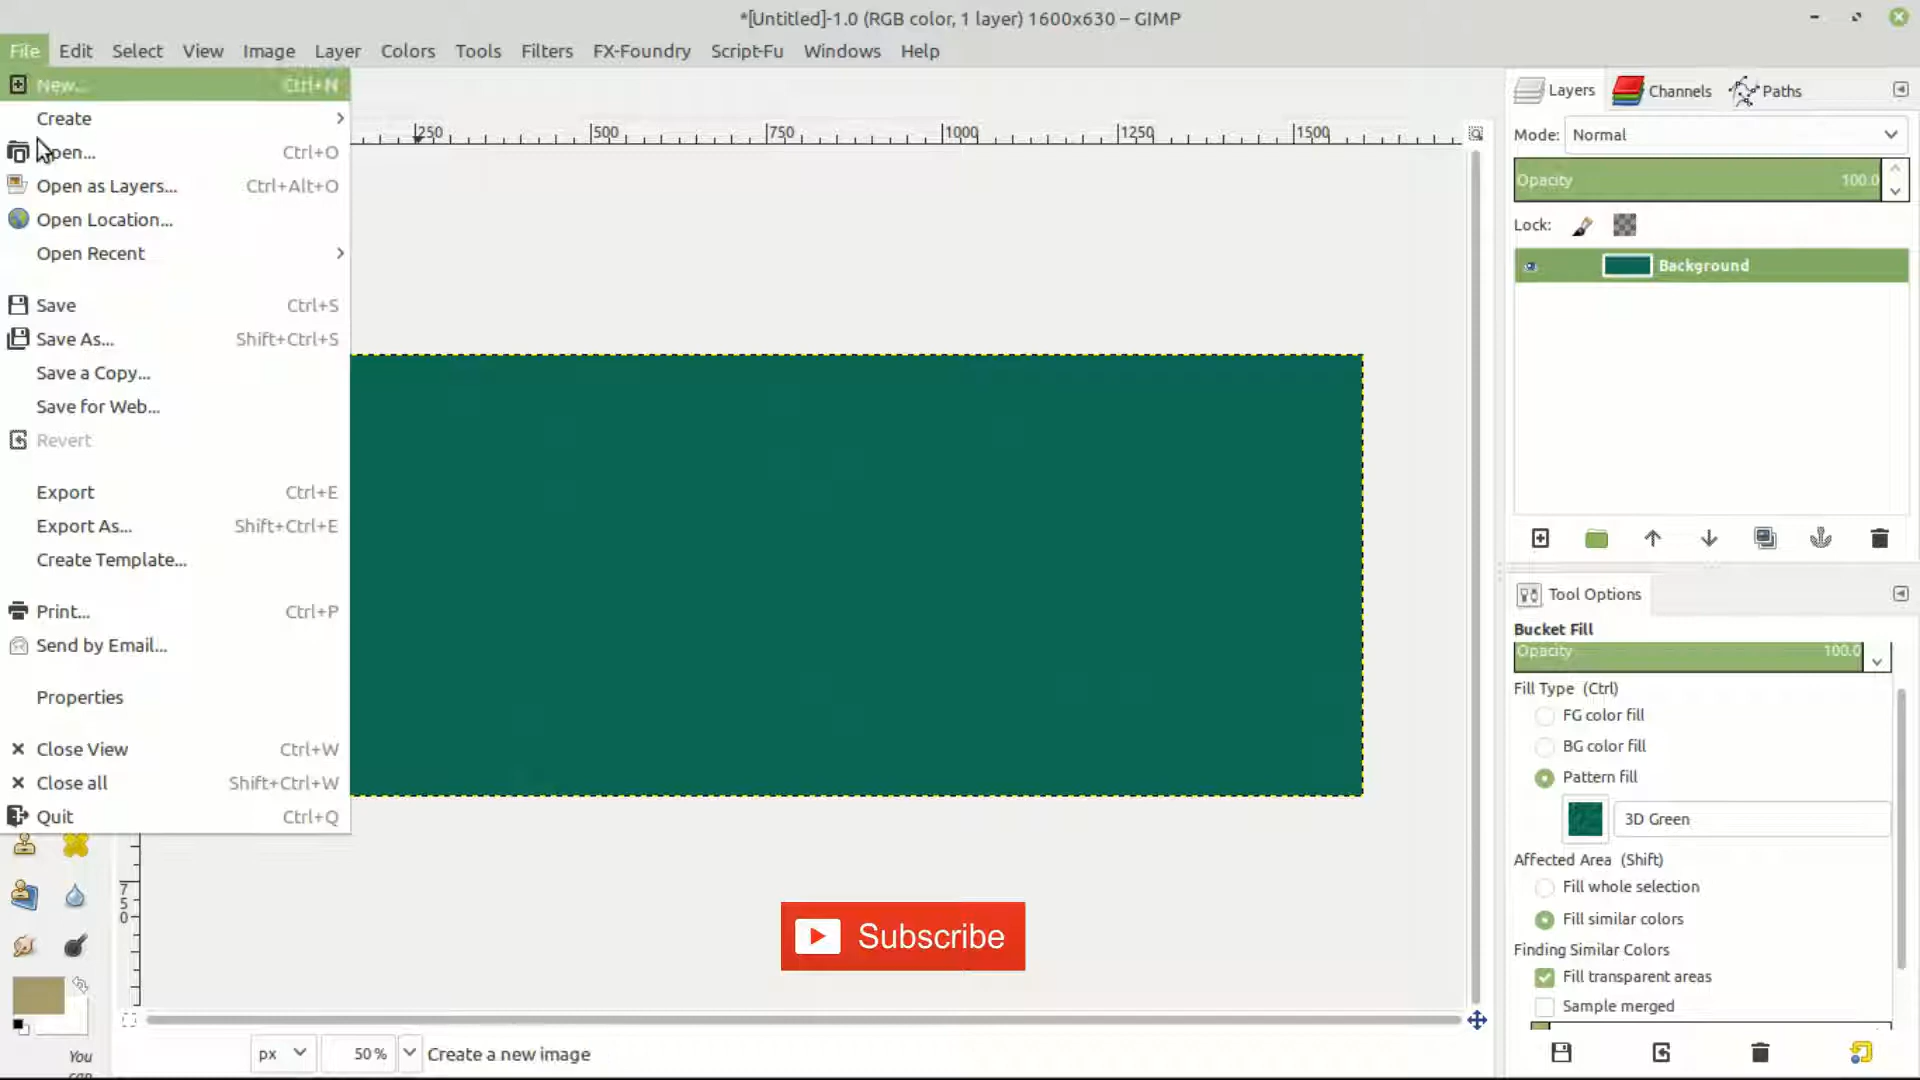 *[Untitled]-1.0 (RGB color, 1 layer) 1600x630 – GIMP
File Edit Select View Image Layer Colors Tools Filters FX-Foundry Script-Fu Windows Help
New... Ctrl+N
Create
pen... Ctrl+O
Open as Layers... Ctrl+Alt+O
Open Location...
Open Recent
Save Ctrl+S
Save As... Shift+Ctrl+S
Save a Copy...
Save for Web...
Revert
Export Ctrl+E
Export As... Shift+Ctrl+E
Create Template...
Print... Ctrl+P
Send by Email...
Properties
Close View Ctrl+W
Close all Shift+Ctrl+W
Quit Ctrl+Q
250 500 750 1000 1250 1500
750
Subscribe
You
px 50 % Create a new image
Layers Channels Paths
Mode: Normal
Opacity 100.0
Lock:
Background
Tool Options
Bucket Fill
Opacity 100.0
Fill Type (Ctrl)
FG color fill
BG color fill
Pattern fill
3D Green
Affected Area (Shift)
Fill whole selection
Fill similar colors
Finding Similar Colors
Fill transparent areas
Sample merged